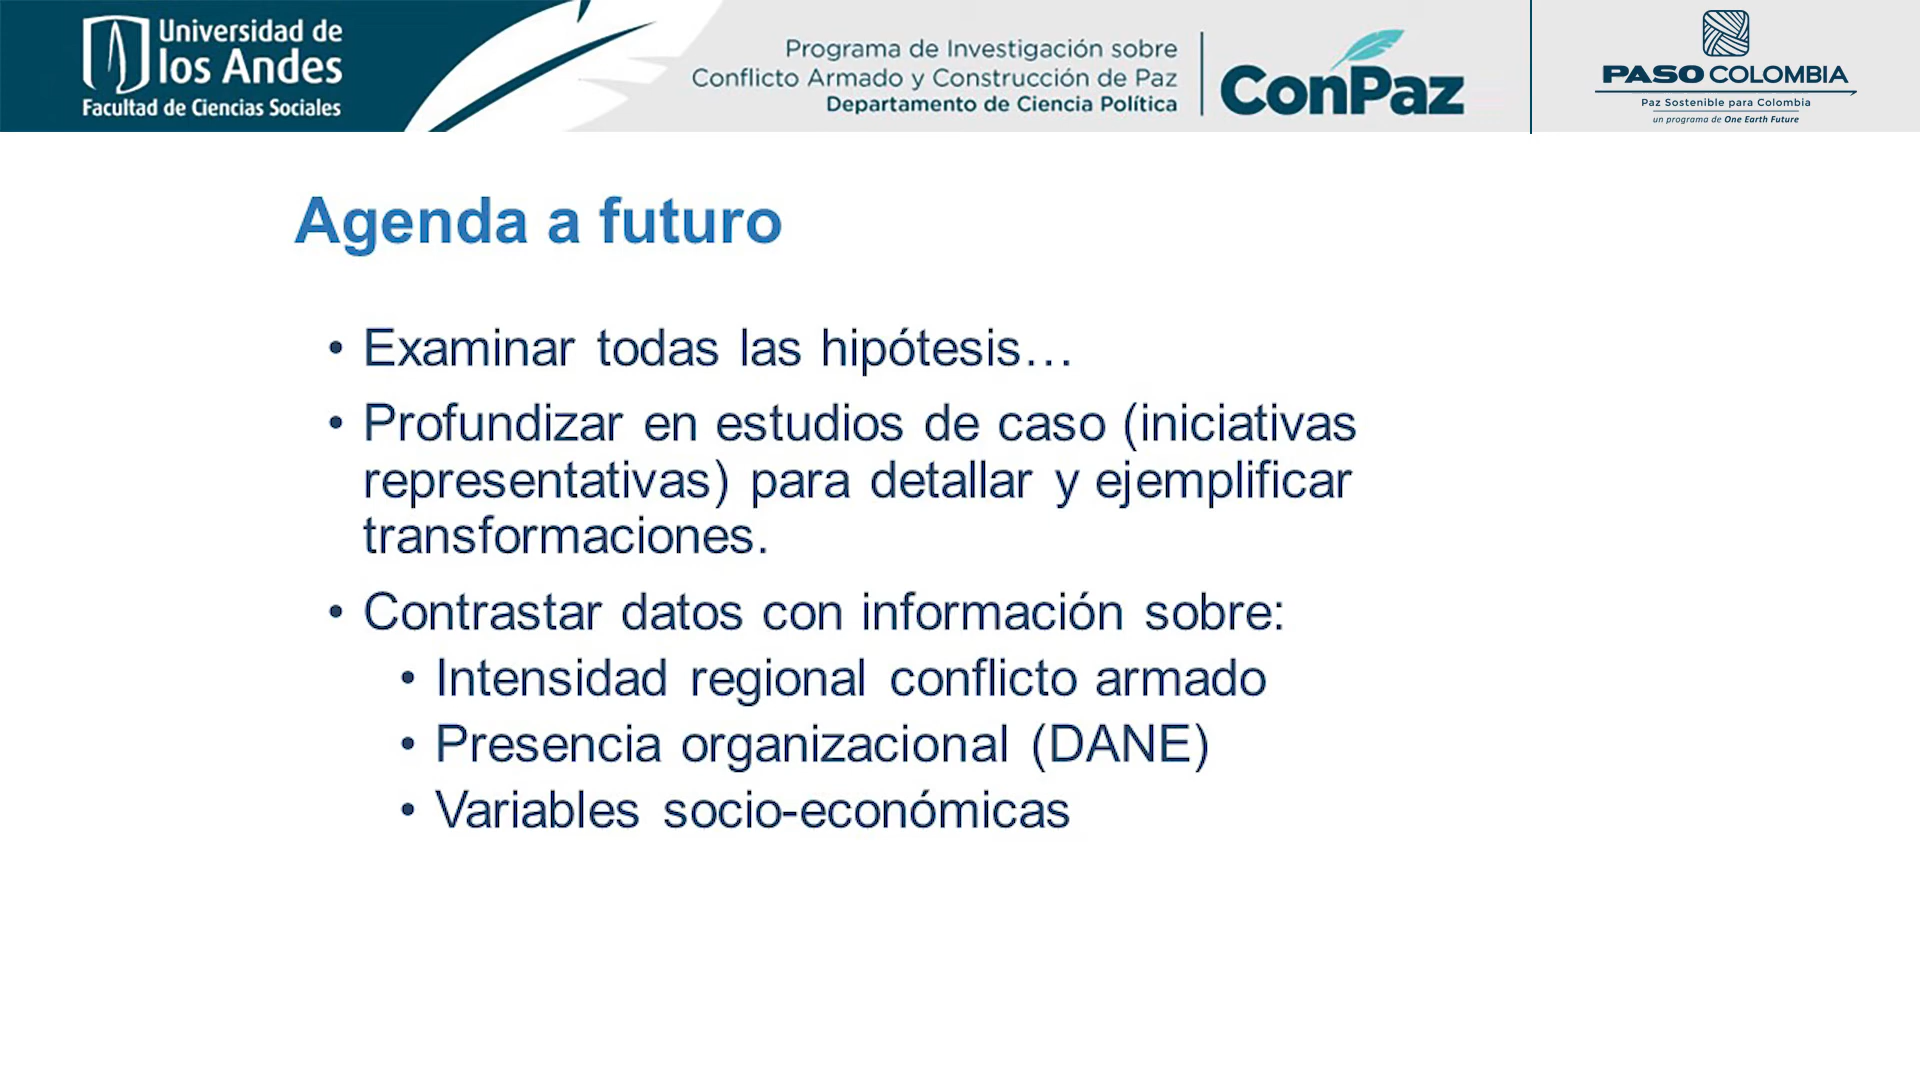 Universidad de
los Andes
Facultad de Ciencias Sociales
Programa de Investigación sobre
Conflicto Armado y Construcción de Paz
Departamento de Ciencia Política
ConPaz
PASO COLOMBIA
Paz Sostenible para Colombia
un programa de One Earth Future
Agenda a futuro
• Examinar todas las hipótesis…
• Profundizar en estudios de caso (iniciativas
representativas) para detallar y ejemplificar
transformaciones.
• Contrastar datos con información sobre:
• Intensidad regional conflicto armado
• Presencia organizacional (DANE)
• Variables socio-económicas